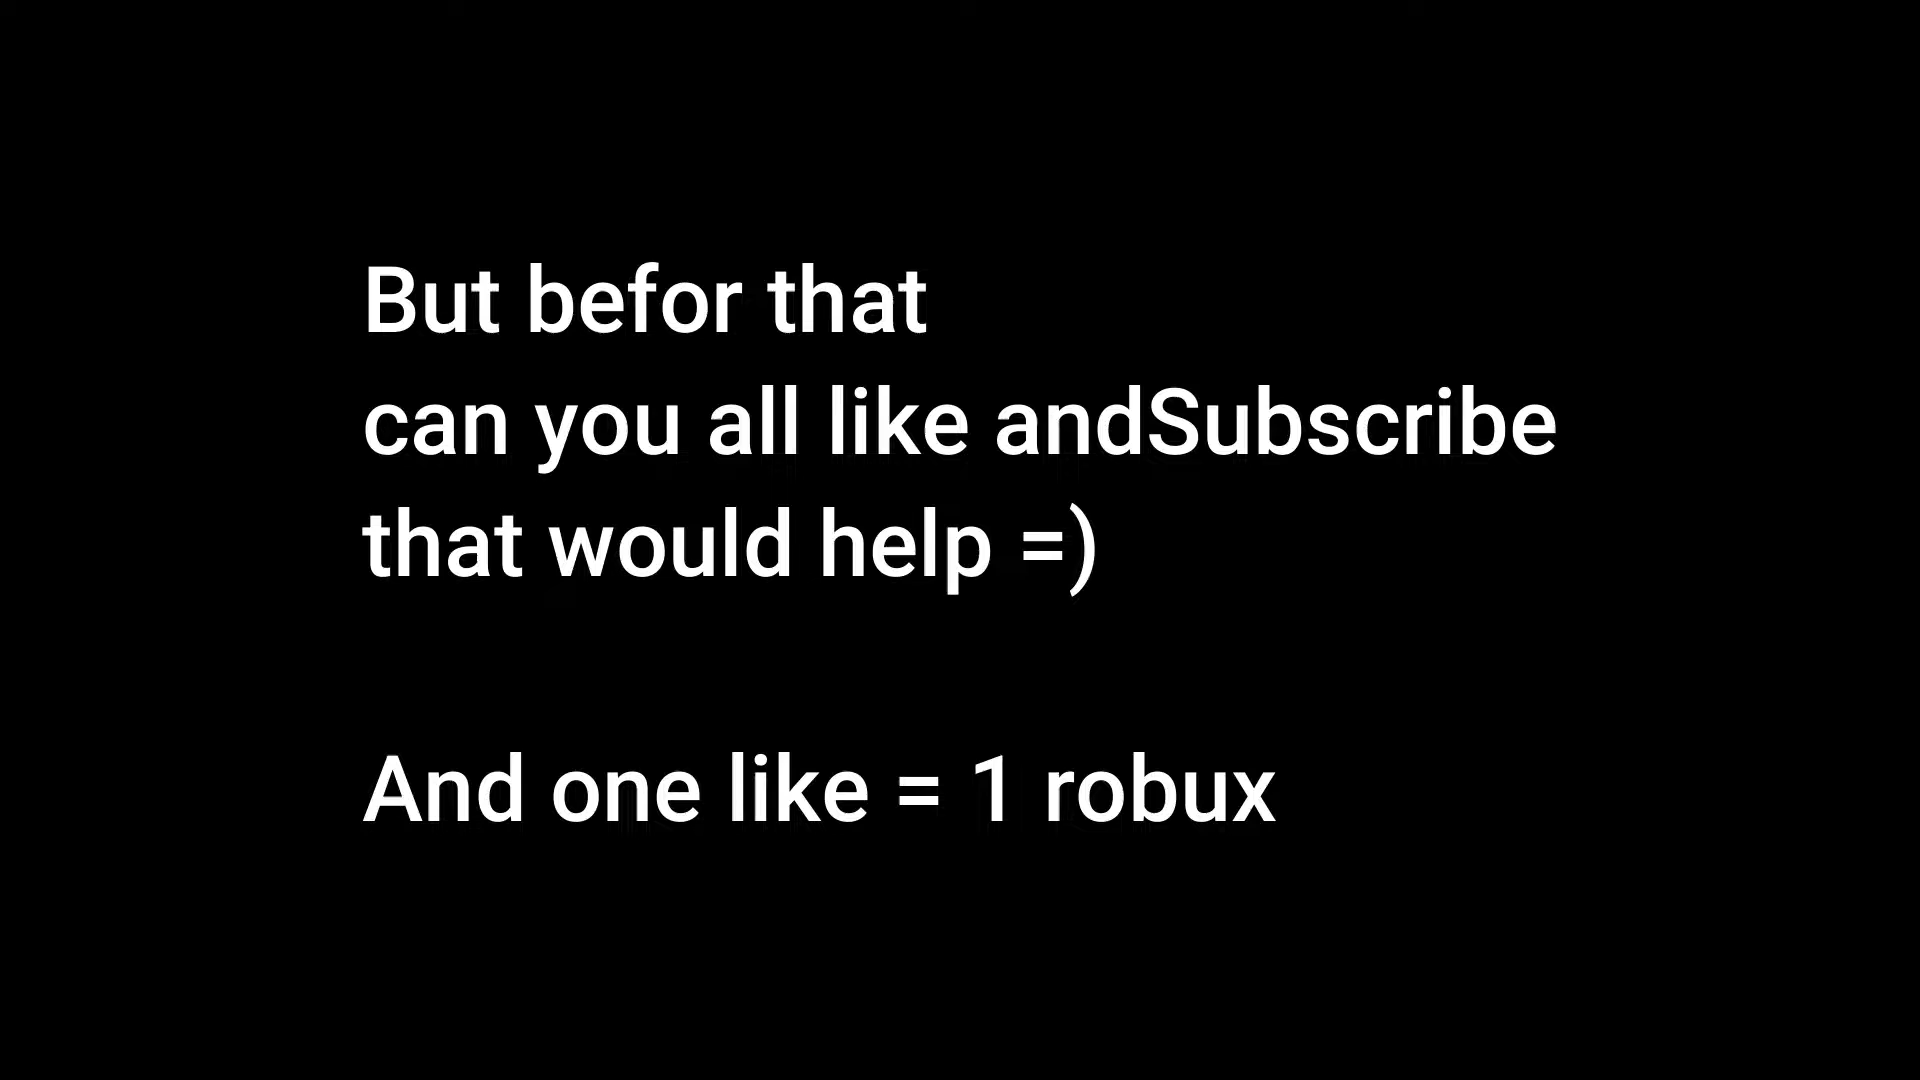 But befor that
can you all like andSubscribe
that would help =)
And one like = 1 robux